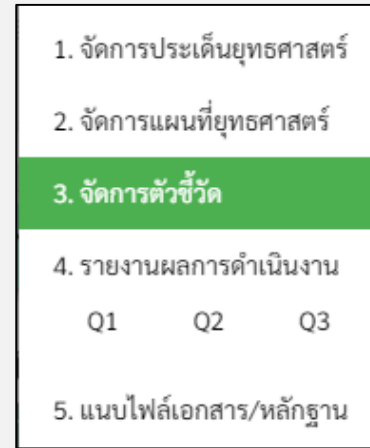 1. จัดการประเด็นยุทธศาสตร์
2. จัดการแผนที่ยุทธศาสตร์
3. จัดการตัวชี้วัด
4. รายงานผลการดำเนินงาน
Q1 Q2 Q3
5. แนบไฟล์เอกสาร/หลักฐาน